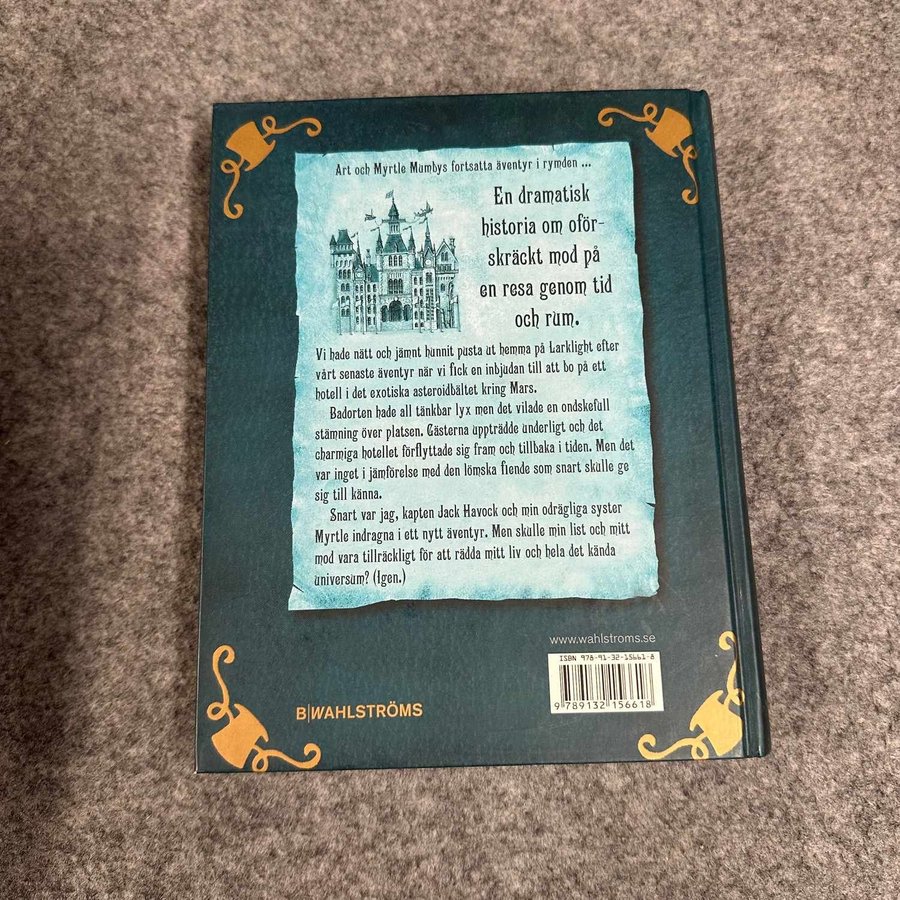 Art och Myrtle Mumbys fortsatta äventyr i rymden ...
En dramatisk
historia om oför-
skräckt mod på
en resa genom tid
och rum.
Vi hade nätt och jämnt hunnit pusta ut hemma på Larklight efter
vårt senaste äventyr när vi fick en inbjudan till att bo på ett
hotell i det exotiska asteroidbältet kring Mars.
Badorten hade all tänkbar lyx men det vilade en ondskefull
stämning över platsen. Gästerna uppträdde underligt och det
charmiga hotellet förflyttade sig fram och tillbaka i tiden. Men det
var inget i jämförelse med den lömska fiende som snart skulle ge
sig till känna.
Snart var jag, kapten Jack Havock och min odrägliga syster
Myrtle indragna i ett nytt äventyr. Men skulle min list och mitt
mod vara tillräckligt för att rädda mitt liv och hela det kända
universum? (Igen.)
www.wahlstroms.se
ISBN 978-91-32-15661-8
9 789132 156618
B|WAHLSTRÖMS